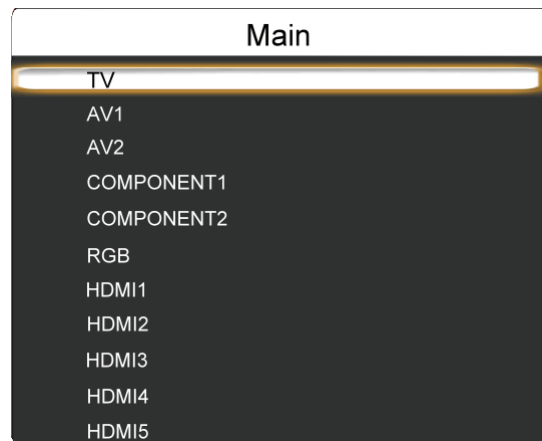 Main
TV
AV1
AV2
COMPONENT1
COMPONENT2
RGB
HDMI1
HDMI2
HDMI3
HDMI4
HDMI5